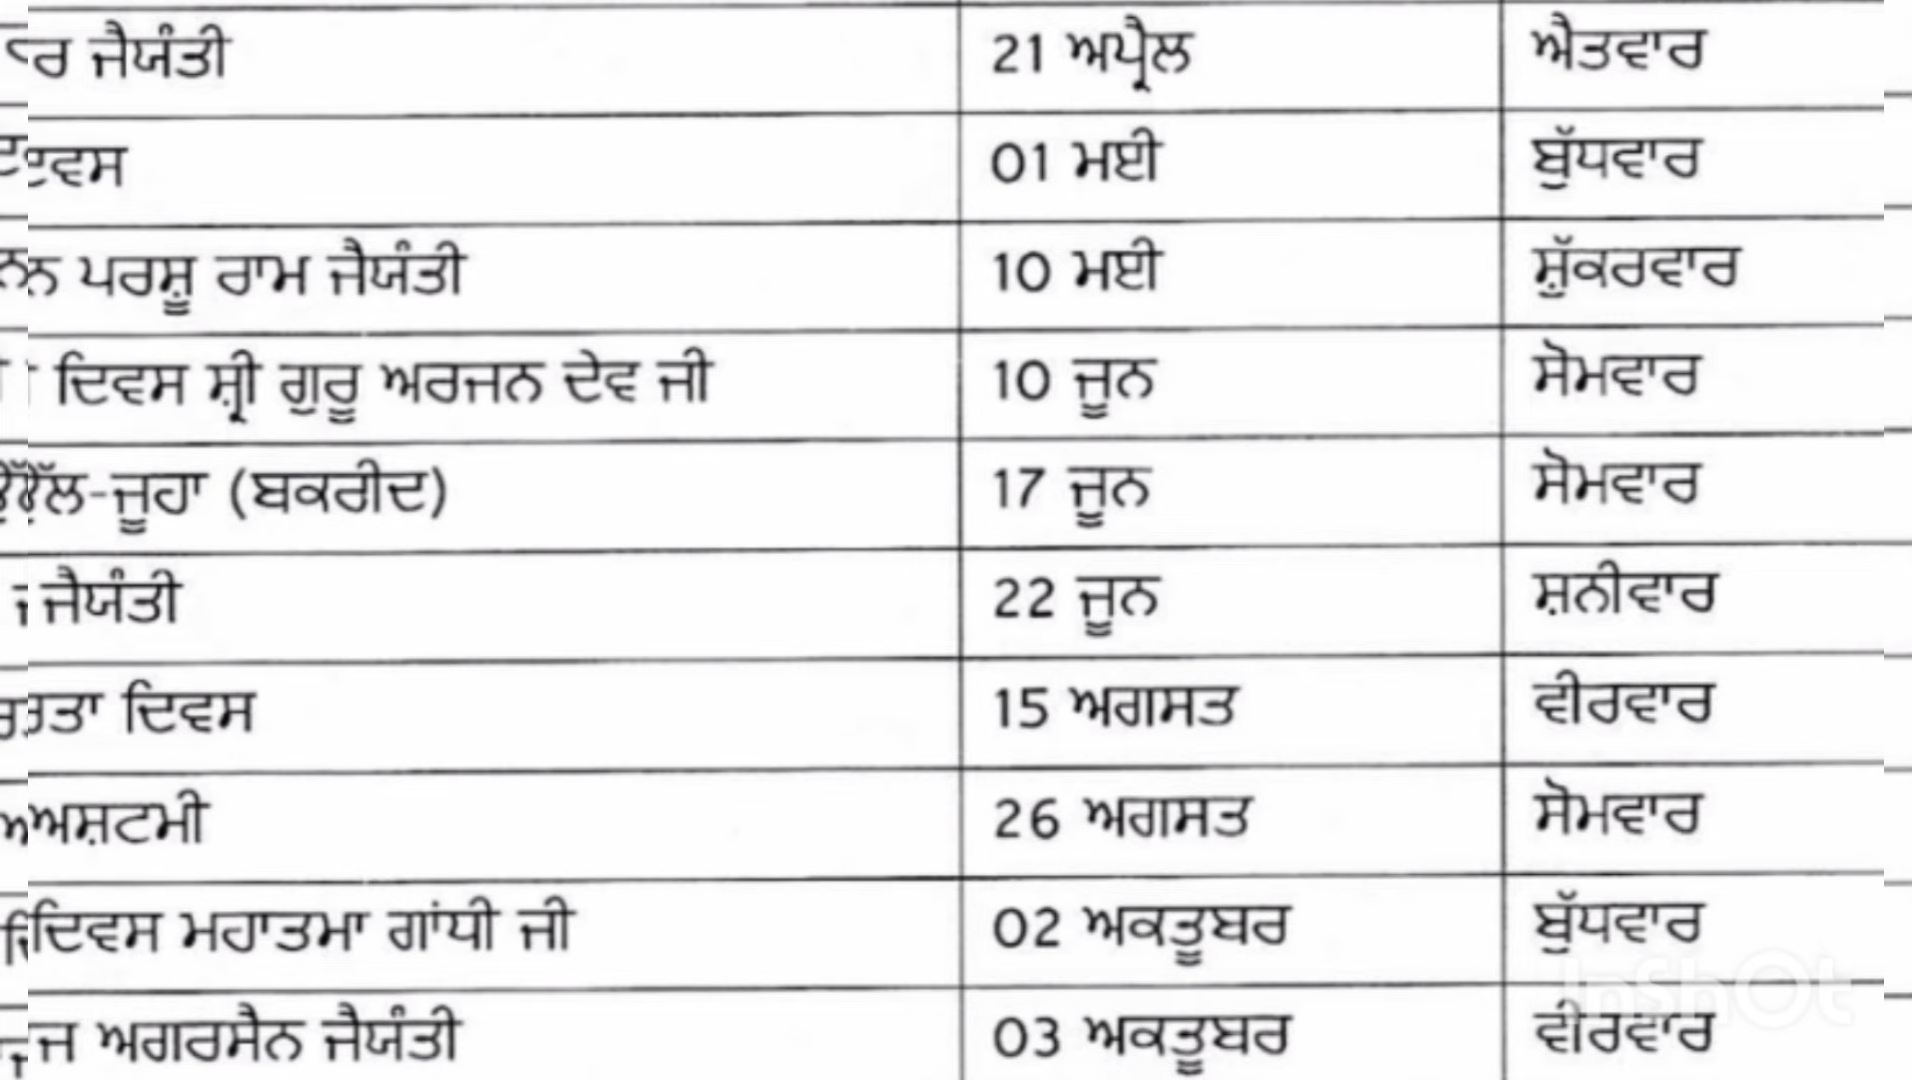 ਜੈਯੰਤੀ 21 ਅਪ੍ਰੈਲ ਐਤਵਾਰ
01 ਮਈ ਬੁੱਧਵਾਰ
ਪਰਸ਼ੂ ਰਾਮ ਜੈਯੰਤੀ 10 ਮਈ ਸ਼ੁੱਕਰਵਾਰ
ਦਿਵਸ ਸ਼੍ਰੀ ਗੁਰੂ ਅਰਜਨ ਦੇਵ ਜੀ 10 ਜੂਨ ਸੋਮਵਾਰ
ਜੂਹਾ (ਬਕਰੀਦ) 17 ਜੂਨ ਸੋਮਵਾਰ
ਜੈਯੰਤੀ 22 ਜੂਨ ਸ਼ਨੀਵਾਰ
ਦਿਵਸ 15 ਅਗਸਤ ਵੀਰਵਾਰ
ਅਸ਼ਟਮੀ 26 ਅਗਸਤ ਸੋਮਵਾਰ
ਦਿਵਸ ਮਹਾਤਮਾ ਗਾਂਧੀ ਜੀ 02 ਅਕਤੂਬਰ ਬੁੱਧਵਾਰ
ਅਗਰਸੈਨ ਜੈਯੰਤੀ 03 ਅਕਤੂਬਰ ਵੀਰਵਾਰ
InShOt